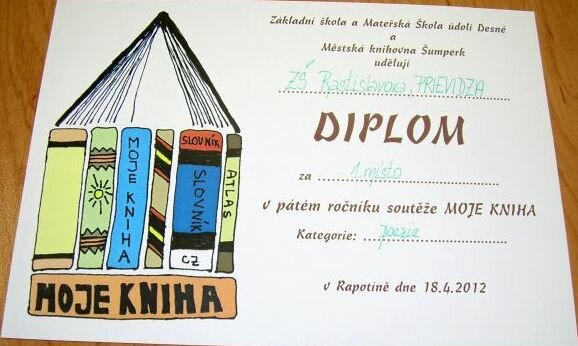 Základní škola a Mateřská Škola údolí Desné
a
Městská knihovna Šumperk
udělují
ZŠ Rastislavova, PRIEVIDZA
DIPLOM
za 1. místo
v pátém ročníku soutěže MOJE KNIHA
Kategorie: poezie
v Rapotíně dne 18.4.2012
MOJE KNIHA
SLOVNÍK
SLOVNÍK
CZ
ATLAS
MOJE KNIHA